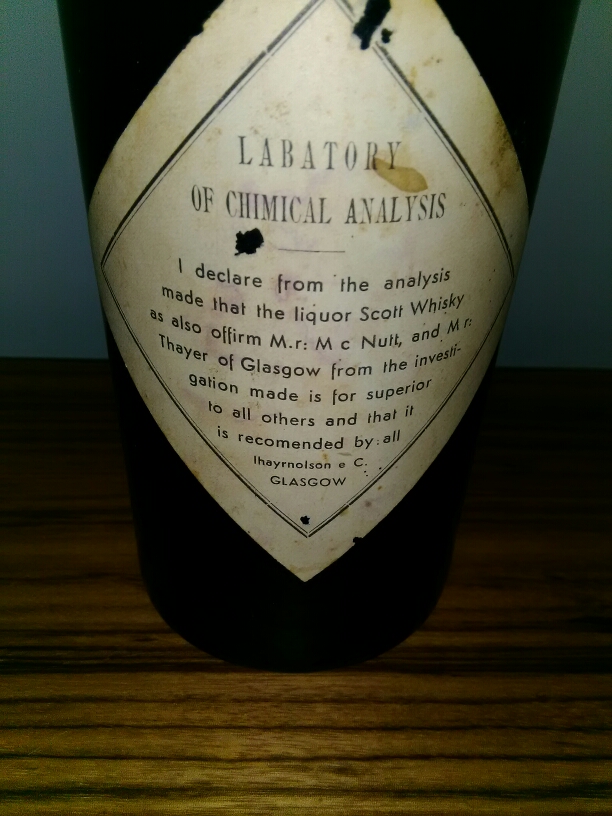 LABATORY
OF CHIMICAL ANALYSIS
I declare from the analysis
made that the liquor Scott Whisky
as also offirm M.r: M c Nutt, and M r:
Thayer of Glasgow from the investi-
gation made is for superior
to all others and that it
is recomended by: all
Ihayrnolson e C.
GLASGOW